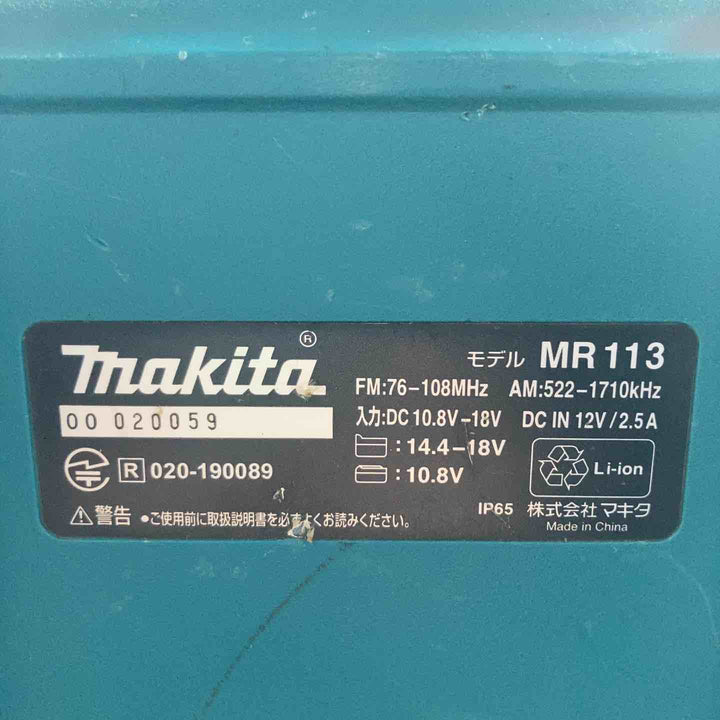 makita®
モデル MR113
FM:76-108MHz AM:522-1710kHz
00 020059
入力:DC 10.8V-18V DC IN 12V/2.5A
:14.4-18V
:10.8V
Li-ion
R 020-190089
IP65 株式会社マキタ
Made in China
警告 ●ご使用前に取扱説明書を必ずよくお読みください。